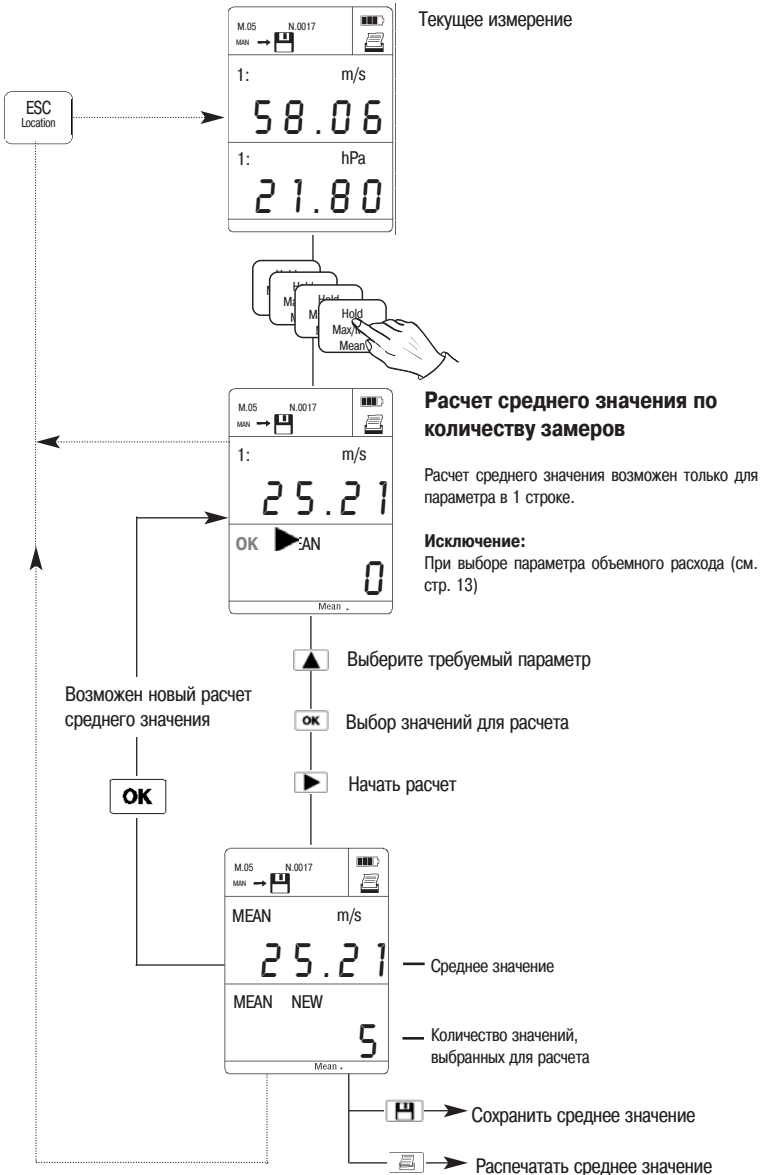 Текущее измерение
M.05 N.0017
MAN
1: m/s
58.06
ESC
Location
1: hPa
21.80
Hold
Max/M
Mean
M.05 N.0017
MAN
1: m/s
25.21
OK EAN
0
Mean
Расчет среднего значения по
количеству замеров
Расчет среднего значения возможен только для
параметра в 1 строке.
Исключение:
При выборе параметра объемного расхода (см.
стр. 13)
Выберите требуемый параметр
OK Выбор значений для расчета
Начать расчет
Возможен новый расчет
среднего значения
OK
M.05 N.0017
MAN
MEAN m/s
25.21
Среднее значение
MEAN NEW
5
Количество значений,
выбранных для расчета
Mean
Сохранить среднее значение
Распечатать среднее значение